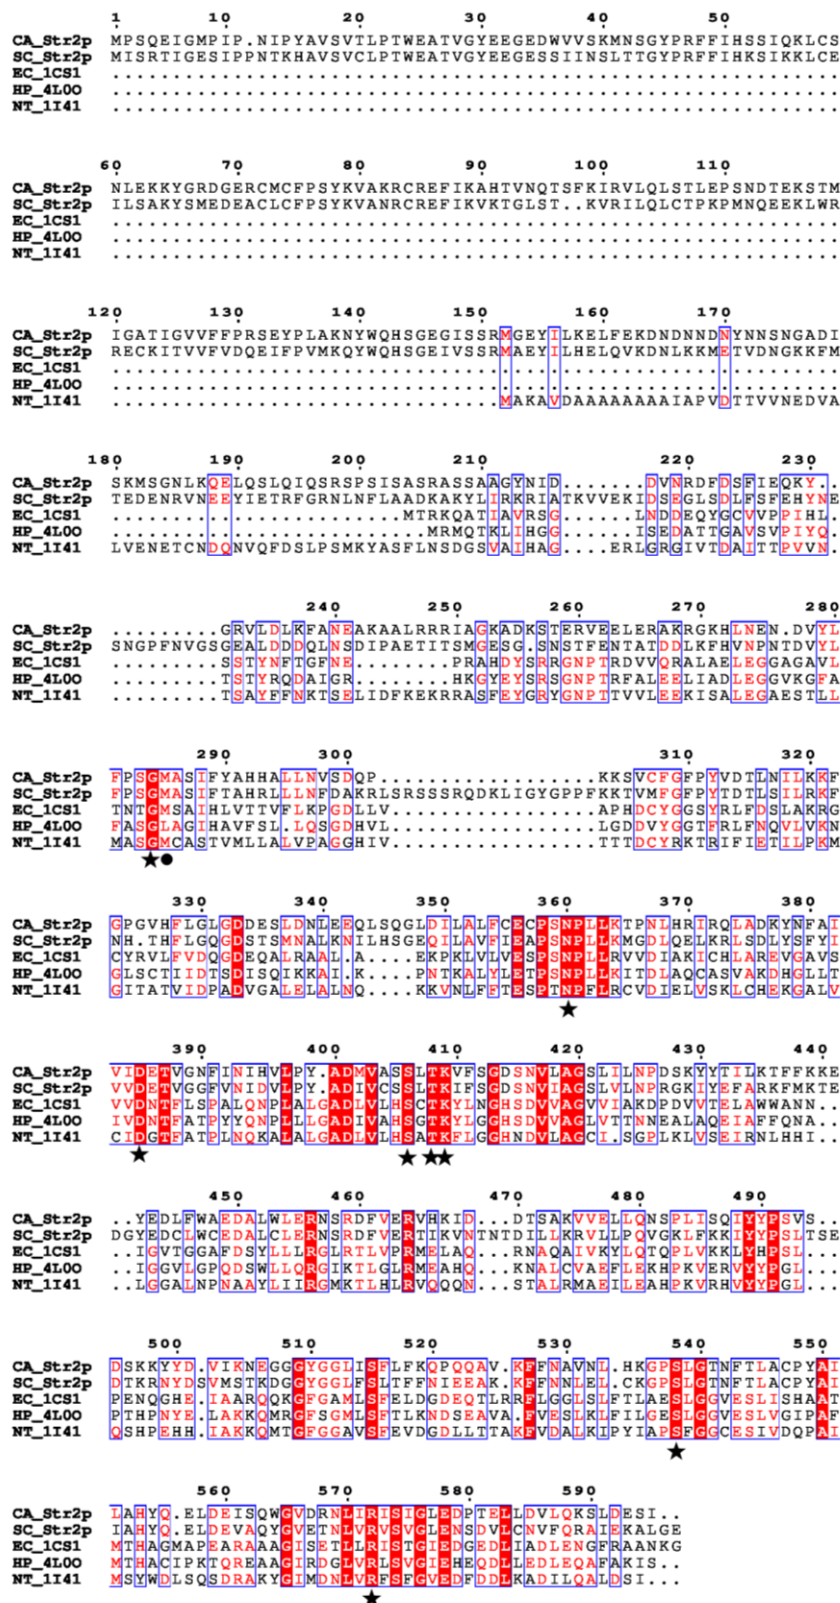 1 10 20 30 40 50
CA_Str2p MPSQEIGMPIP.NIPYAVSVTLPTWEATVGYEEGEDWVVSKMNSGYPRFFIHSSIQKLCS
SC_Str2p MISRTIGESIPPNTKHAVSVCLPTWEATVGYEEGESSIINSLTTGYPRFFIHKSIKKLCE
EC_1CS1 ............................................................
HP_4L0O ............................................................
NT_1I41 ............................................................
60 70 80 90 100 110
CA_Str2p NLEKKYGRDGERCMCFPSYKVAKRCREFIKAHTVNQTSFKIRVLQLSTLEPSNDTEKSTM
SC_Str2p ILSAKYSMEDEACLCFPSYKVANRCREFIKVKTGLST..KVRILQLCTPKPMNQEEKLWR
EC_1CS1 ............................................................
HP_4L0O ............................................................
NT_1I41 ............................................................
120 130 140 150 160 170
CA_Str2p IGATIGVVFFPRSEYPLAKNYWQHSGEGISSRMGEYILKELFEKDNDNNDNYNNSNGADI
SC_Str2p RECKITVVFVDQEIFPVMKQYWQHSGEIVSSRMAEYILHELQVKDNLKKMETVDNGKKFM
EC_1CS1 ............................................................
HP_4L0O ............................................................
NT_1I41 ................................MAKAVDAAAAAAAAIAPVDTTVVNEDVA
180 190 200 210 220 230
CA_Str2p SKMSGNLKQELQSLQIQSRSPSISASRASSAAGYNID.......DVNRDFDSFIEQKY..
SC_Str2p TEDENRVNEEYIETRFGRNLNFLAADKAKYLIRKRIATKVVEKIDSEGLSDLFSFEHYNE
EC_1CS1 ........................MTRKQATIAVRSG.......LNDDEQYGCVVPPIHL.
HP_4L0O ..........................MRMQTKLIHGG.......ISEDATTGAVSVPIYQ.
NT_1I41 LVENETCNDQNVQFDSLPSMKYASFLNSDGSVAIHAG....ERLGRGIVTDAITTPVVN.
240 250 260 270 280
CA_Str2p .........GRVLDLKFANEAKAALRRRIAGKADKSTERVEELERAKRGKHLNEN.DVYL
SC_Str2p SNGPFNVGSGEALDDDQLNSDIPAETITSMGESG.SNSTFENTATDDLKFHVNPNTDVYL
EC_1CS1 .........SSTYNFTGFNE........PRAHDYSRRGNPTRDVVQRALAELEGGAGAVL
HP_4L0O .........TSTYRQDAIGR........HKGYEYSRSGNPTRFALEELIADLEGGVKGFA
NT_1I41 .........TSAYFFNKTSELIDFKEKRRASFEYGRYGNPTTVVLEEKISALEGAESTLL
290 300 310 320
CA_Str2p FPSGMASIFYAHHALLNVSDQP..................KKSVCFGFPYVDTLNILKKF
SC_Str2p FPSGMASIFTAHRLLLNFDAKRLSRSSSRQDKLIGYGPPFKKTVMFGFPYTDTLSILRKF
EC_1CS1 TNTGMSAIHLVTTVFLKPGDLLV.................APHDCYGGSYRLFDSLAKRG
HP_4L0O FASGLAGIHAVFSL.LQSGDHVL.................LGDDVYGGTFRLFNQVLVKN
NT_1I41 MASGMCASTVMLLALVPAGGHIV.................TTTDCYRKTRIFIETILPKM
★●
330 340 350 360 370 380
CA_Str2p GPGVHFLGLGDDESLDNLEEQLSQGLDILALFCECPSNPLLKTPNLHRIRQLADKYNFAI
SC_Str2p NH.THFLGQGDSTSMNALKNILHSGEQILAVFIEAPSNPLLKMGDLQELKRLSDLYSFYI
EC_1CS1 CYRVLFVDQGDEQALRAAL.A....EKPKLVLVESPSNPLLRVVDIAKICHLAREVGAVS
HP_4L0O GLSCTIIDTSDISQIKKAIK.....PNTKALYLETPSNPLLKITDLAQCASVAKDHGLLT
NT_1I41 GITATVIDPADVGALELALNQ....KKVNLFFTESPTNPFLRCVDIELVSKLCHEKGALV
★
390 400 410 420 430 440
CA_Str2p VIDETVGNFINIHVLPY.ADMVASSLTKVFSGDSNVLAGSLILNPDSKYYTILKTFFKKE
SC_Str2p VVDETVGGFVNIDVLPY.ADIVCSSLTKIFSGDSNVIAGSLVLNPRGKIYEFARKFMKTE
EC_1CS1 VVDNTFLSPALQNPLALGADLVLHSCTKYLNGHSDVVAGVVIAKDPDVVTELAWWANN..
HP_4L0O IVDNTFATPYYQNPLLLGADIVAHSGTKYLGGHSDVVAGLVTTNNEALAQEIAFFQNA..
NT_1I41 CIDGTFATPLNQKALALGADLVLHSATKFLGGHNDVLAGCI.SGPLKLVSEIRNLHHI..
★ ★ ★★
450 460 470 480 490
CA_Str2p ..YEDLFWAEDALWLERNSRDFVERVHKID...DTSAKVVELLQNSPLISQIYYPSVS...
SC_Str2p DGYEDCLWCEDALCLERNSRDFVERTIKVNTNTDILLKRVLLPQVGKLFKKIYYPSLTSE
EC_1CS1 ..IGVTGGAFDSYLLLRGLRTLVPRMELAQ...RNAQAIVKYLQTQPLVKKLYHPSL...
HP_4L0O ..IGGVLGPQDSWLLQRGIKTLGLRMEAHQ...KNALCVAEFLEKHPKVERVYYPGL...
NT_1I41 ..LGGALNPNAAYLIIRGMKTLHLRVQQQN...STALRMAEILEAHPKVRHVYYPGL...
500 510 520 530 540 550
CA_Str2p DSKKYYD.VIKNEGGGYGGLISFLFKQPQQAV.KFFNAVNL.HKGPSLGTNFTLACPYAI
SC_Str2p DTKRNYDSVMSTKDGGYGGLFSLTFFNIEEAK.KFFNNLEL.CKGPSLGTNFTLACPYAI
EC_1CS1 PENQGHE.IAARQQKGFGAMLSFELDGDEQTLRRFLGGLSLFTLAESLGGVESLISHAAT
HP_4L0O PTHPNYE.LAKKQMRGFSGMLSFTLKNDSEAVA.FVESLKLFILGESLGGVESLVGIPAF
NT_1I41 QSHPEHH.IAKKQMTGFGGAVSFEVDGDLLTTAKFVDALKIPYIAPSFGGCESIVDQPAI
★
560 570 580 590
CA_Str2p LAHYQ.ELDEISQWGVDRNLIRISIGLEDPTELLDVLQKSLDESI...
SC_Str2p IAHYQ.ELDEVAQYGVETNLVRVSVGLENSDVLCNVFQRAIEKALGE
EC_1CS1 MTHAGMAPEARAAAGISETLLRISTGIEDGEDLIADLENGFRAANKG
HP_4L0O MTHACIPKTQREAAGIRDGLVRLSVGIEHEQDLLEDLEQAFAKIS..
NT_1I41 MSYWDLSQSDRAKYGIMDNLVRFSFGVEDFDDLKADILQALDSI...
★